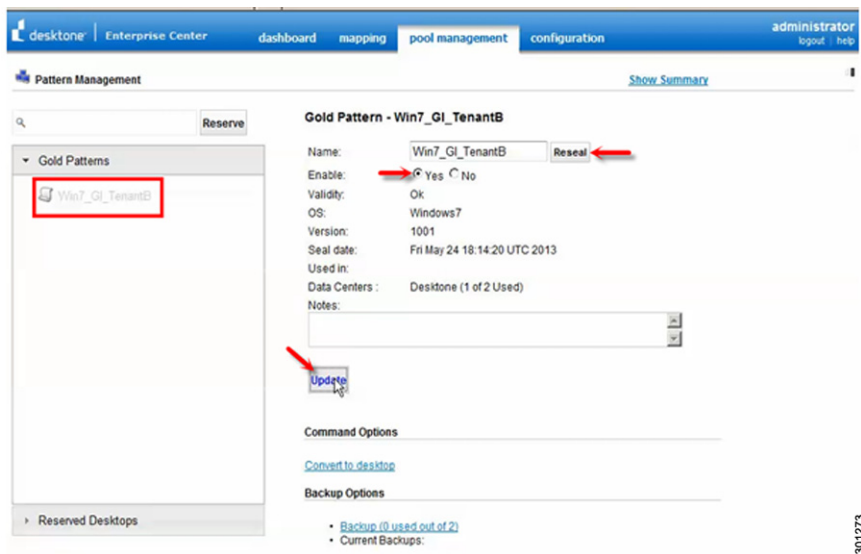 desktone | Enterprise Center
dashboard mapping pool management configuration
administrator
logout | help
Pattern Management
Show Summary
Reserve
Gold Patterns
Win7_GI_TenantB
Reserved Desktops
Gold Pattern - Win7_GI_TenantB
Name: Win7_GI_TenantB Reseal
Enable: Yes No
Validity: Ok
OS: Windows7
Version: 1001
Seal date: Fri May 24 18:14:20 UTC 2013
Used in:
Data Centers : Desktone (1 of 2 Used)
Notes:
Update
Command Options
Convert to desktop
Backup Options
• Backup (0 used out of 2)
• Current Backups:
301273